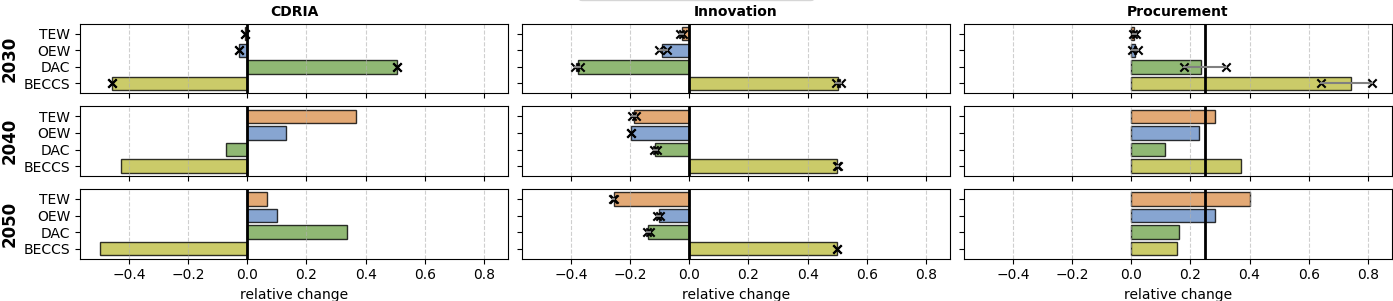 CDRIA Innovation Procurement
2030
TEW
OEW
DAC
BECCS
2040
TEW
OEW
DAC
BECCS
2050
TEW
OEW
DAC
BECCS
−0.4 −0.2 0.0 0.2 0.4 0.6 0.8 −0.4 −0.2 0.0 0.2 0.4 0.6 0.8 −0.4 −0.2 0.0 0.2 0.4 0.6 0.8
relative change relative change relative change